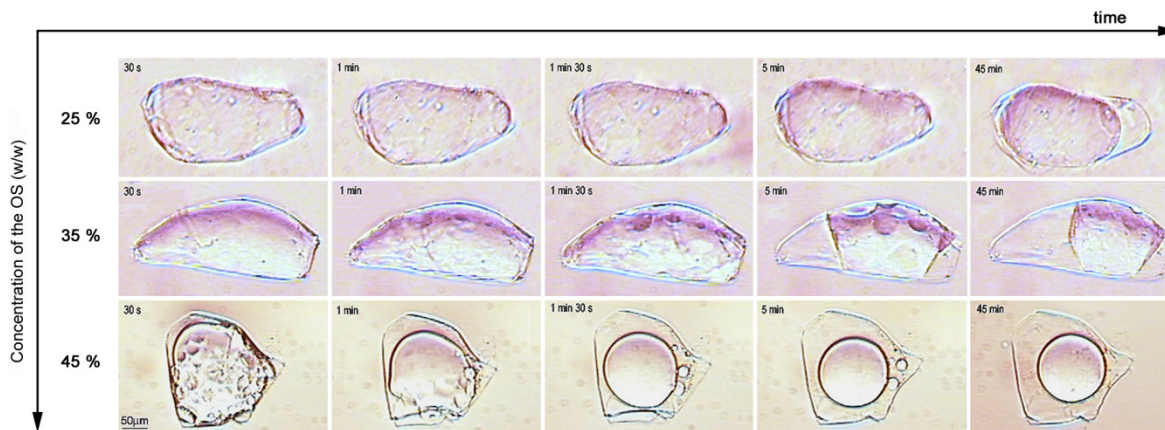 time
Concentration of the OS (w/w)
30 s
1 min
1 min 30 s
5 min
45 min
25 %
30 s
1 min
1 min 30 s
5 min
45 min
35 %
30 s
1 min
1 min 30 s
5 min
45 min
45 %
50µm